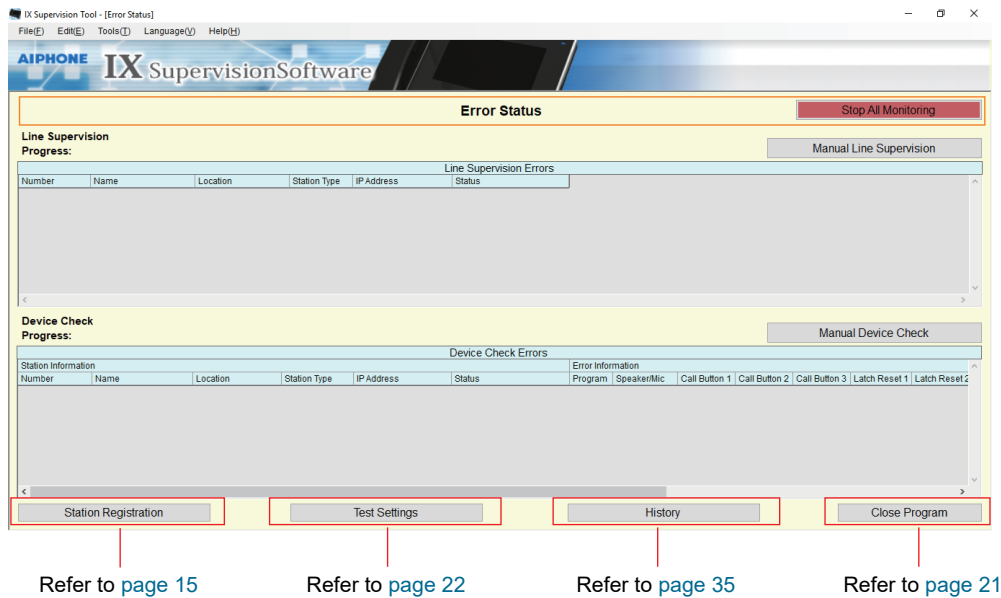 IX Supervision Tool - [Error Status]
File(F) Edit(E) Tools(T) Language(V) Help(H)
AIPHONE IX SupervisionSoftware
Error Status Stop All Monitoring
Line Supervision
Progress: Manual Line Supervision
Line Supervision Errors
Number Name Location Station Type IP Address Status
Device Check
Progress: Manual Device Check
Device Check Errors
Station Information Error Information
Number Name Location Station Type IP Address Status Program Speaker/Mic Call Button 1 Call Button 2 Call Button 3 Latch Reset 1 Latch Reset 2
Station Registration Test Settings History Close Program
Refer to page 15 Refer to page 22 Refer to page 35 Refer to page 21